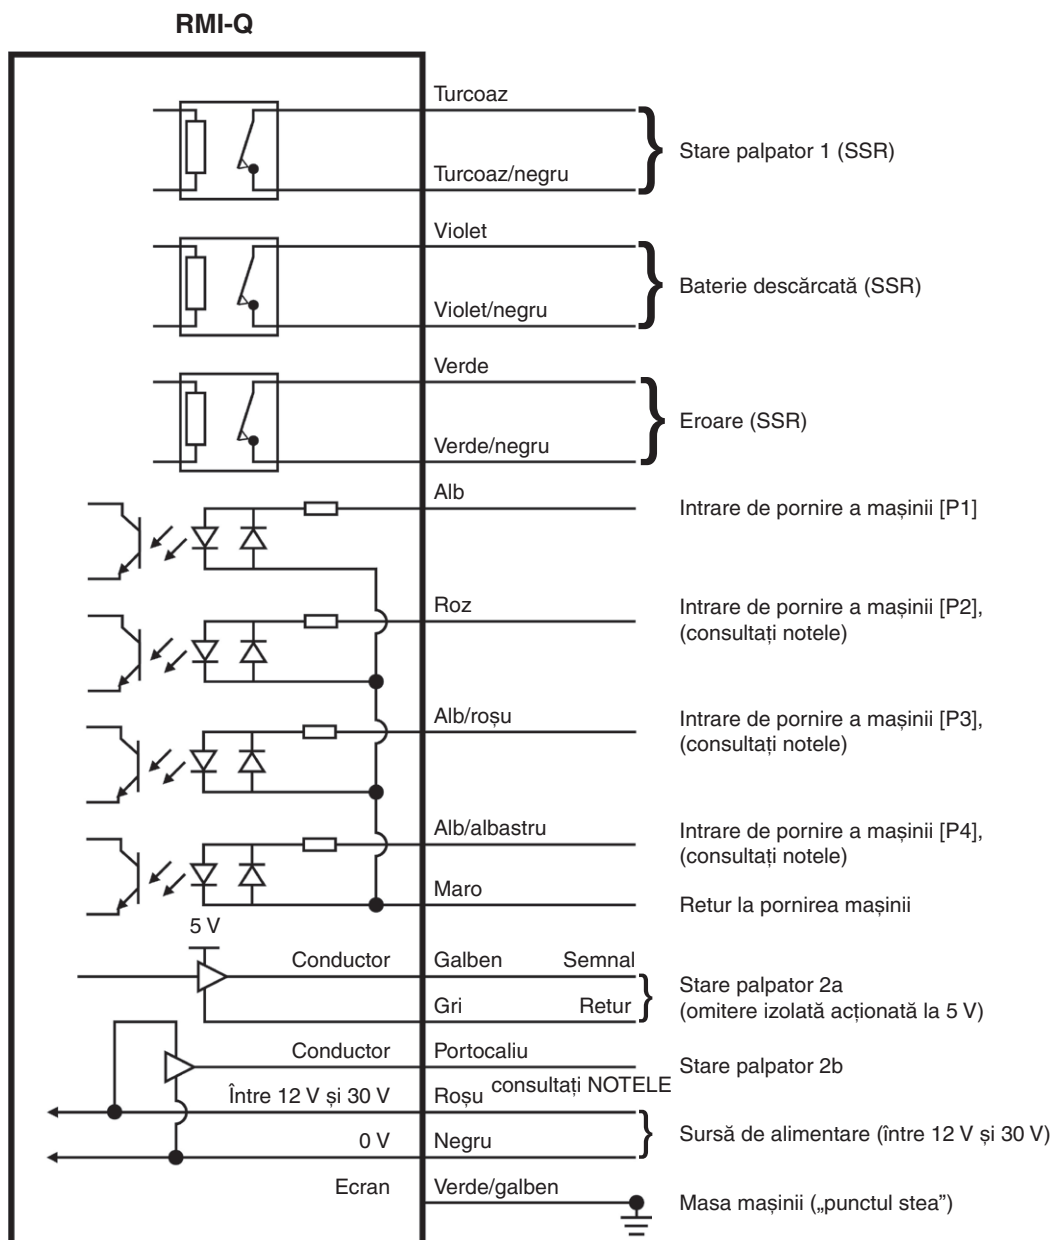 RMI-Q
Turcoaz
Stare palpator 1 (SSR)
Turcoaz/negru
Violet
Baterie descărcată (SSR)
Violet/negru
Verde
Eroare (SSR)
Verde/negru
Alb
Intrare de pornire a mașinii [P1]
Roz
Intrare de pornire a mașinii [P2],
(consultați notele)
Alb/roșu
Intrare de pornire a mașinii [P3],
(consultați notele)
Alb/albastru
Intrare de pornire a mașinii [P4],
(consultați notele)
Maro
Retur la pornirea mașinii
5 V
Conductor Galben Semnal
Stare palpator 2a
(omitere izolată acționată la 5 V)
Gri Retur
Conductor Portocaliu
Stare palpator 2b
Între 12 V și 30 V Roșu consultați NOTELE
Sursă de alimentare (între 12 V și 30 V)
0 V Negru
Ecran Verde/galben
Masa mașinii („punctul stea”)